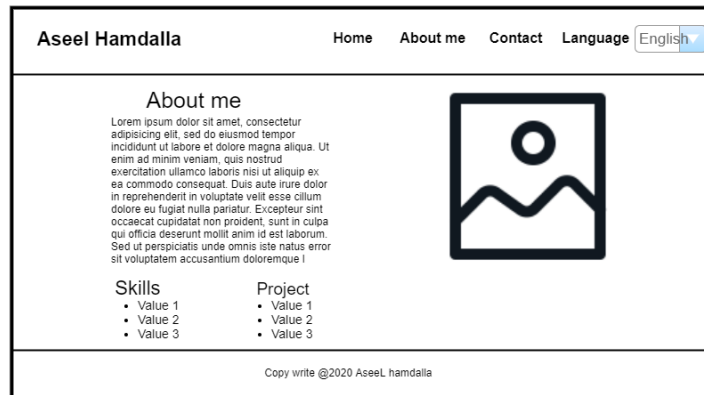 Aseel Hamdalla
Home About me Contact Language English
About me
Lorem ipsum dolor sit amet, consectetur
adipisicing elit, sed do eiusmod tempor
incididunt ut labore et dolore magna aliqua. Ut
enim ad minim veniam, quis nostrud
exercitation ullamco laboris nisi ut aliquip ex
ea commodo consequat. Duis aute irure dolor
in reprehenderit in voluptate velit esse cillum
dolore eu fugiat nulla pariatur. Excepteur sint
occaecat cupidatat non proident, sunt in culpa
qui officia deserunt mollit anim id est laborum.
Sed ut perspiciatis unde omnis iste natus error
sit voluptatem accusantium doloremque l
Skills
• Value 1
• Value 2
• Value 3
Project
• Value 1
• Value 2
• Value 3
Copy write @2020 AseeL hamdalla